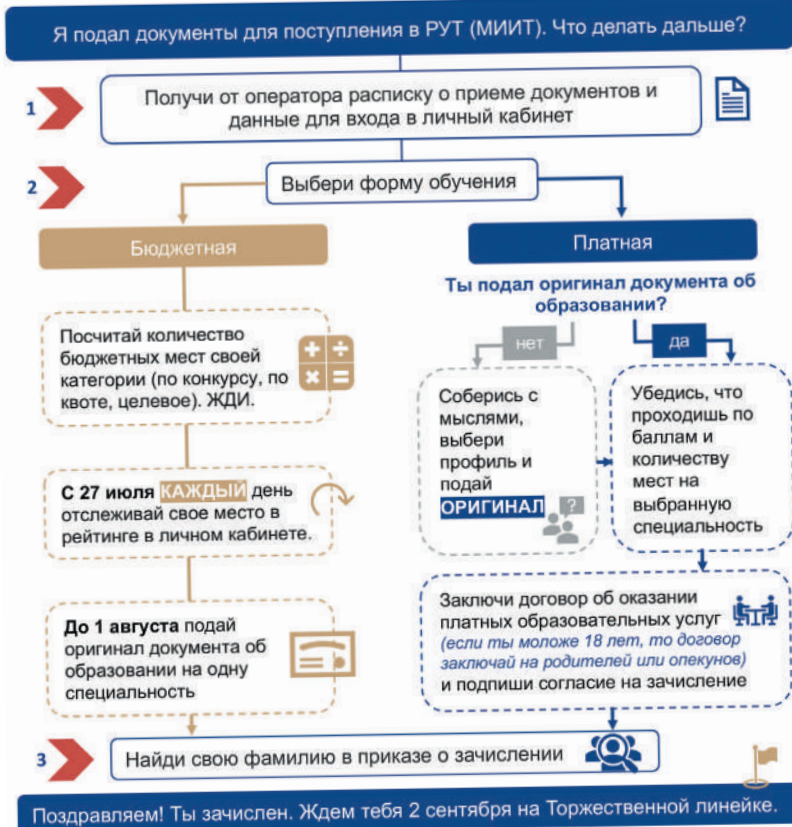 Я подал документы для поступления в РУТ (МИИТ). Что делать дальше?
1
Получи от оператора расписку о приеме документов и
данные для входа в личный кабинет
2
Выбери форму обучения
Бюджетная
Посчитай количество
бюджетных мест своей
категории (по конкурсу, по
квоте, целевое). ЖДИ.
С 27 июля КАЖДЫЙ день
отслеживай свое место в
рейтинге в личном кабинете.
До 1 августа подай
оригинал документа об
образовании на одну
специальность
Платная
Ты подал оригинал документа об
образовании?
нет
да
Соберись с
мыслями,
выбери
профиль и
подай
ОРИГИНАЛ
?
Убедись, что
проходишь по
баллам и
количеству
мест на
выбранную
специальность
Заключи договор об оказании
платных образовательных услуг
(если ты моложе 18 лет, то договор
заключай на родителей или опекунов)
и подпиши согласие на зачисление
3
Найди свою фамилию в приказе о зачислении
Поздравляем! Ты зачислен. Ждем тебя 2 сентября на Торжественной линейке.